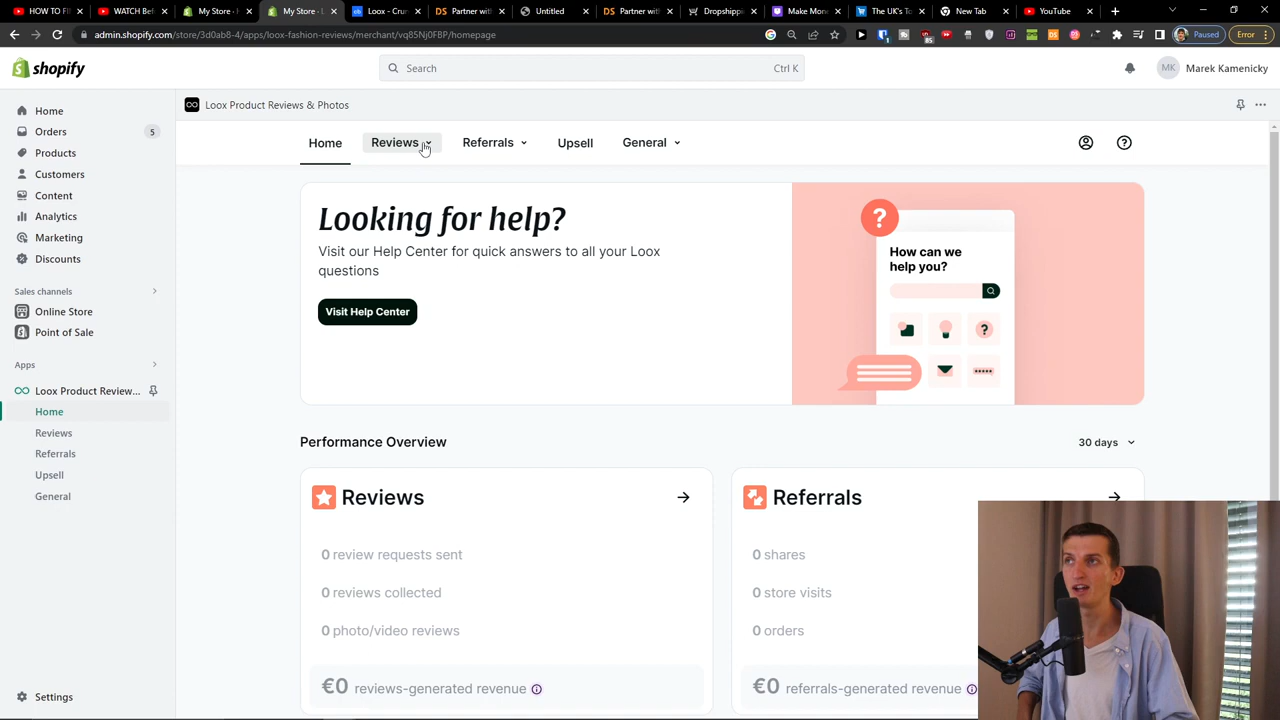 HOW TO FI
WATCH BEF
My Store ·
My Store · L
Loox - Crun
Partner wit
Untitled
Partner wit
Dropshippi
Make Mon
The UK's To
New Tab
YouTube
admin.shopify.com/store/3d0ab8-4/apps/loox-fashion-reviews/merchant/vq85Nj0FBP/homepage
Paused
Error
shopify
Search
Ctrl K
MK
Marek Kamenicky
Home
Orders
5
Products
Customers
Content
Analytics
Marketing
Discounts
Sales channels
Online Store
Point of Sale
Apps
Loox Product Review...
Home
Reviews
Referrals
Upsell
General
Settings
Loox Product Reviews & Photos
Home
Reviews
Referrals
Upsell
General
Looking for help?
Visit our Help Center for quick answers to all your Loox
questions
Visit Help Center
How can we
help you?
Performance Overview
30 days
Reviews
0 review requests sent
0 reviews collected
0 photo/video reviews
€0 reviews-generated revenue
Referrals
0 shares
0 store visits
0 orders
€0 referrals-generated revenue